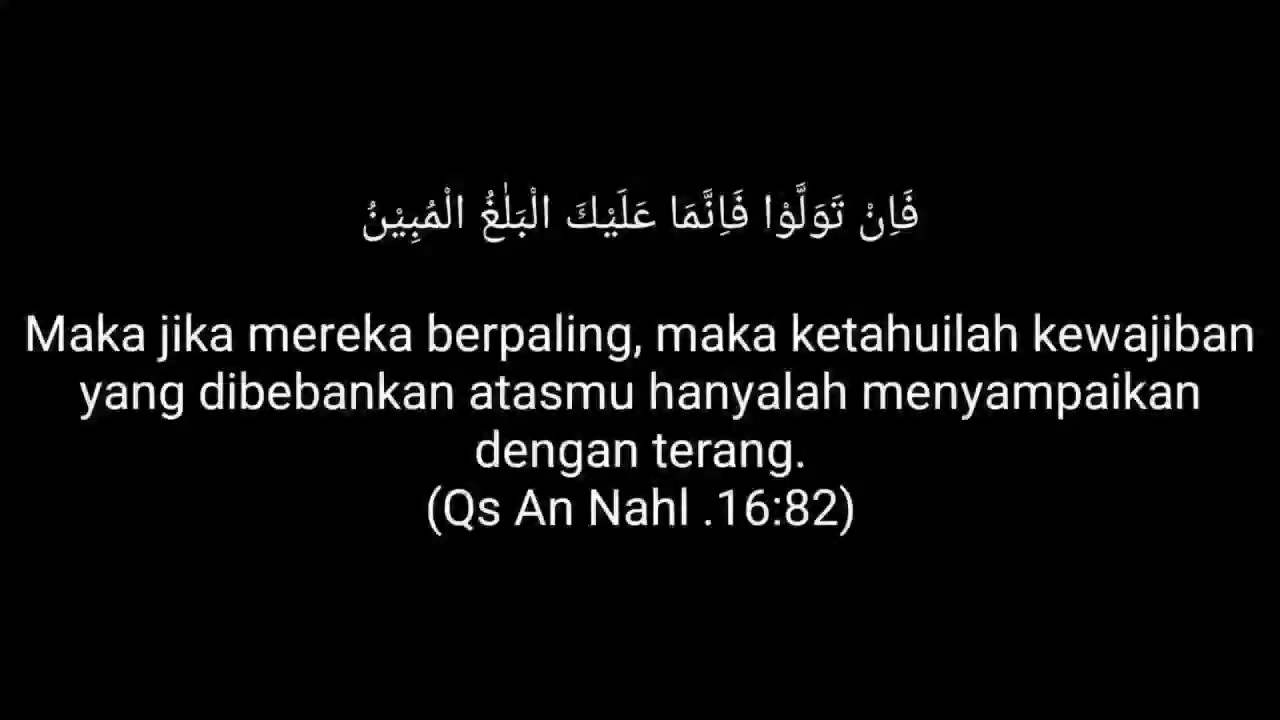 فَاِنْ تَوَلَّوْا فَاِنَّمَا عَلَيْكَ الْبَلٰغُ الْمُبِيْنُ
Maka jika mereka berpaling, maka ketahuilah kewajiban
yang dibebankan atasmu hanyalah menyampaikan
dengan terang.
(Qs An Nahl .16:82)